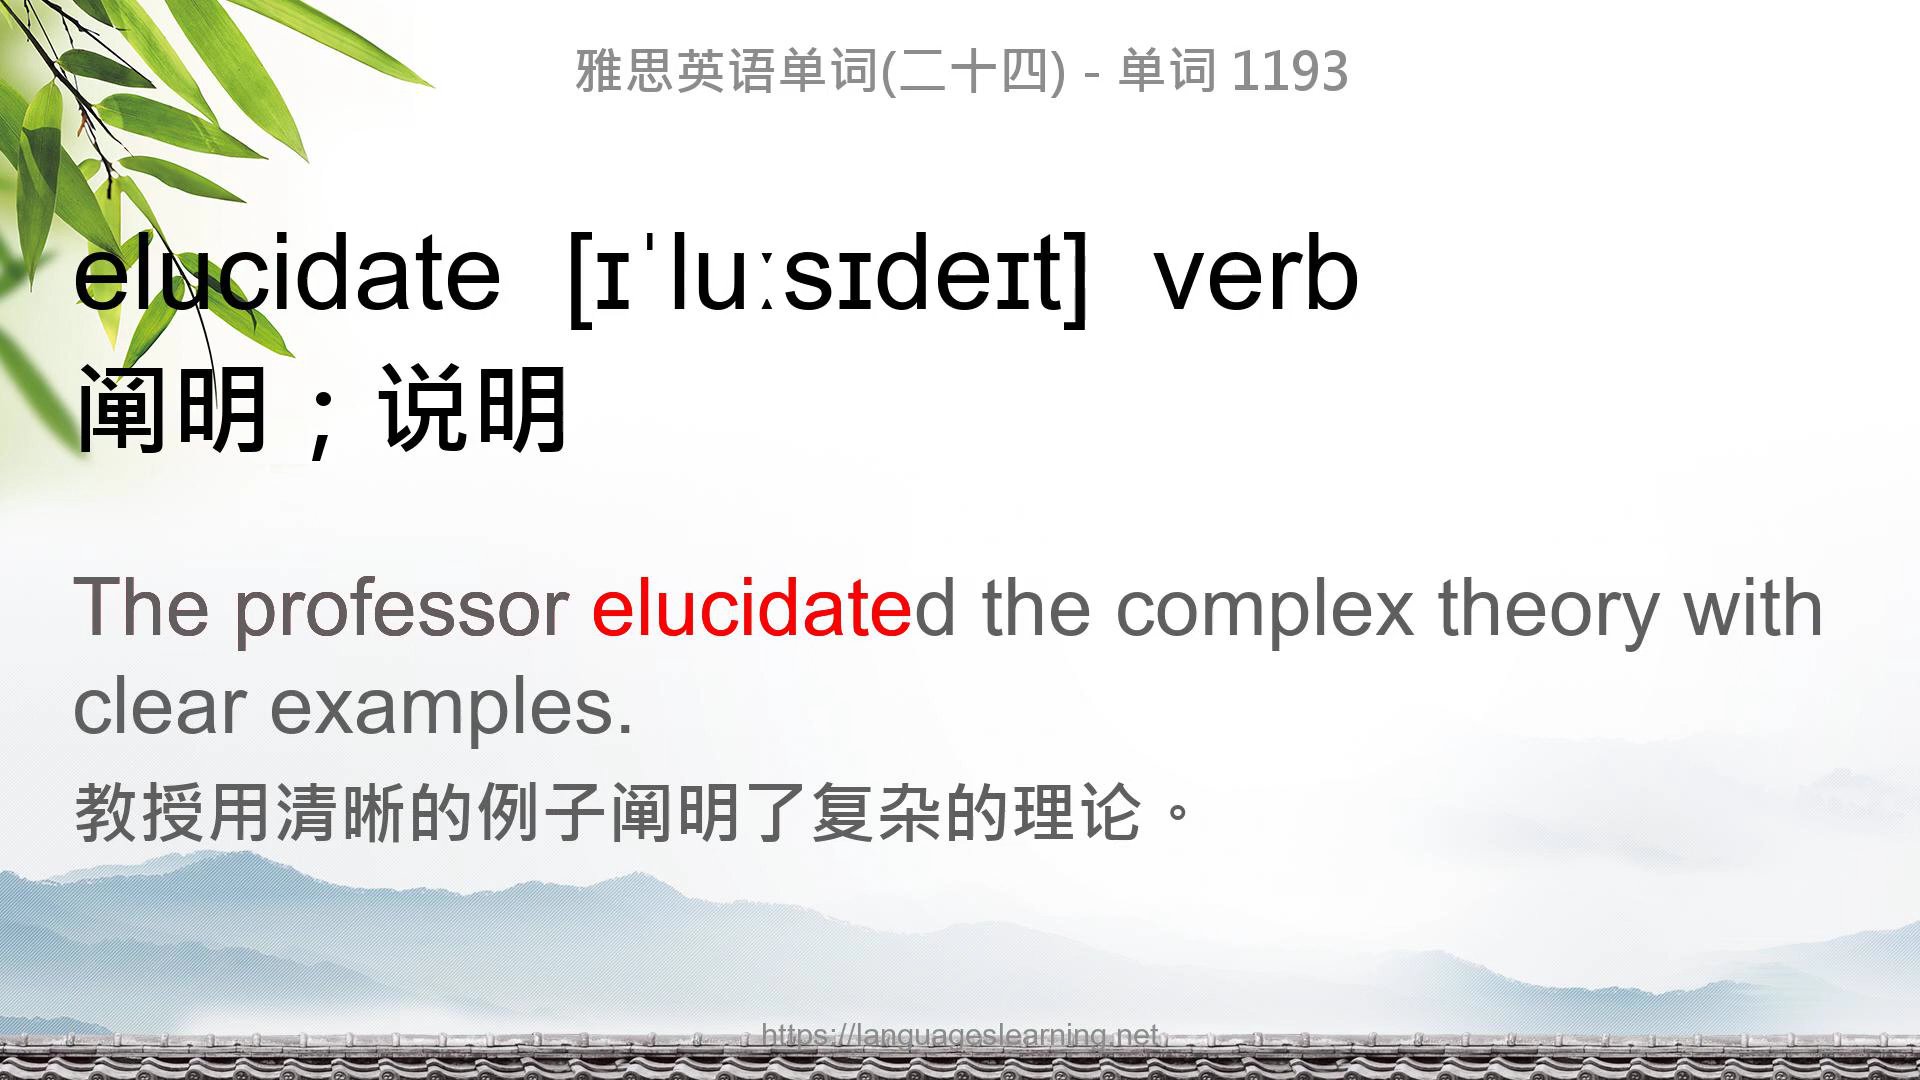 雅思英语单词(二十四) - 单词 1193
elucidate [ɪˈluːsɪdeɪt] verb
阐明；说明
The professor elucidated the complex theory with
clear examples.
教授用清晰的例子阐明了复杂的理论。
https://languageslearning.net